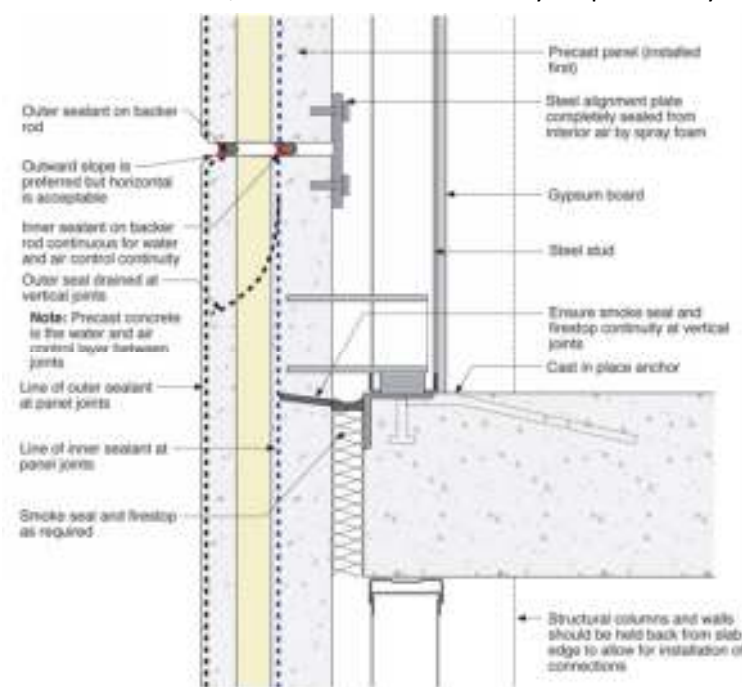 Outer sealant on backer
rod
Outward slope is
preferred but horizontal
is acceptable
Inner sealant on backer
rod continuous for water
and air control continuity
Outer seal drained at
vertical joints
Note: Precast concrete
is the water and air
control layer between
joints
Line of outer sealant
at panel joints
Line of inner sealant at
panel joints
Smoke seal and firestop
as required
Precast panel (installed
first)
Steel alignment plate
completely sealed from
interior air by spray foam
Gypsum board
Steel stud
Ensure smoke seal and
firestop continuity at vertical
joints
Cast in place anchor
Structural columns and walls
should be held back from slab
edge to allow for installation of
connections